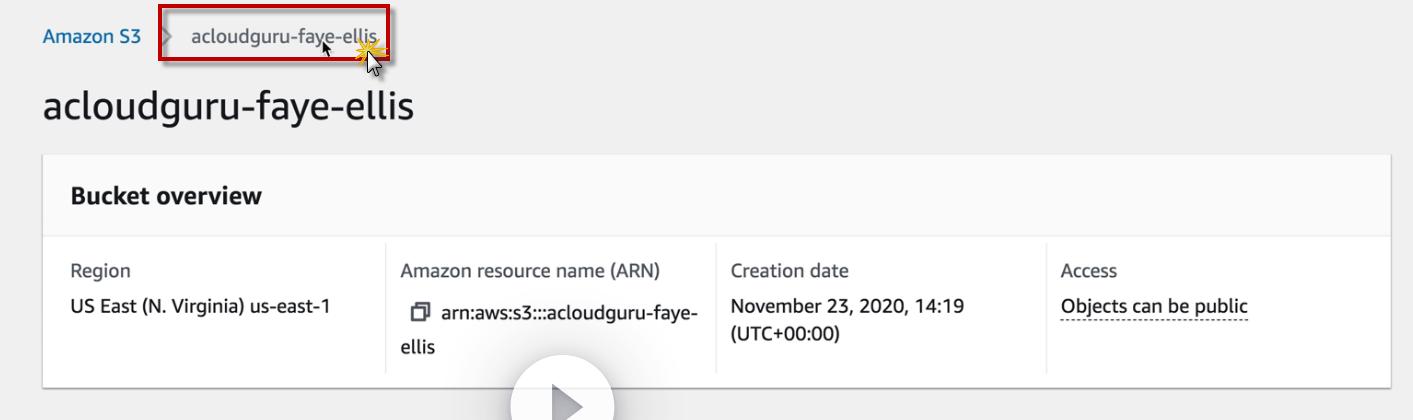 Amazon S3 > acloudguru-faye-ellis
acloudguru-faye-ellis
Bucket overview
Region
US East (N. Virginia) us-east-1
Amazon resource name (ARN)
arn:aws:s3:::acloudguru-faye-
ellis
Creation date
November 23, 2020, 14:19
(UTC+00:00)
Access
Objects can be public